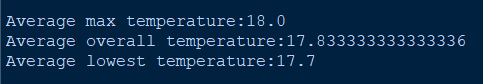 Average max temperature:18.0
Average overall temperature:17.833333333333336
Average lowest temperature:17.7